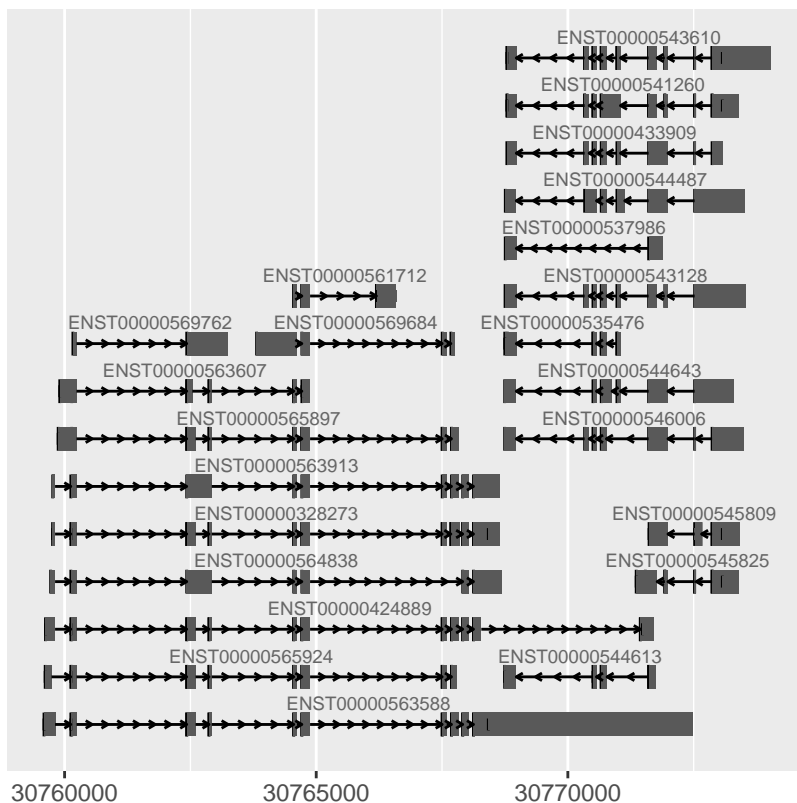 ENST00000543610
ENST00000541260
ENST00000433909
ENST00000544487
ENST00000537986
ENST00000561712
ENST00000543128
ENST00000569762
ENST00000569684
ENST00000535476
ENST00000563607
ENST00000544643
ENST00000565897
ENST00000546006
ENST00000563913
ENST00000328273
ENST00000545809
ENST00000564838
ENST00000545825
ENST00000424889
ENST00000565924
ENST00000544613
ENST00000563588
30760000
30765000
30770000